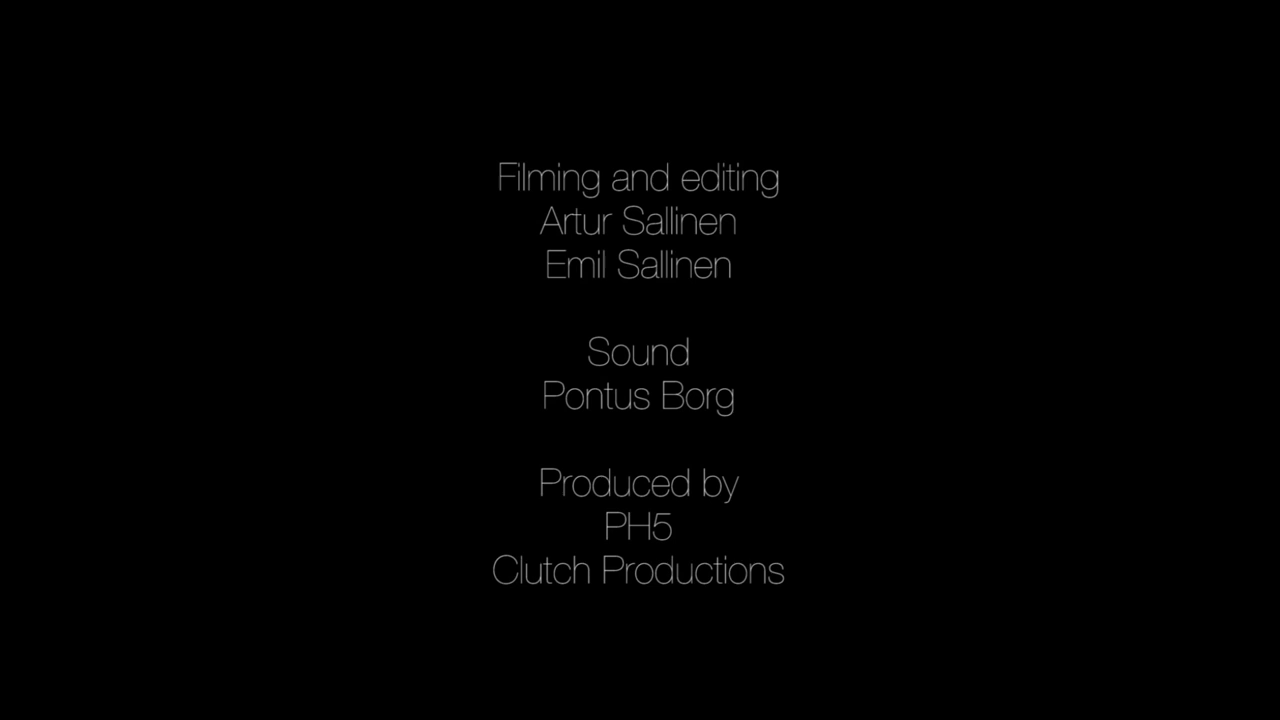 Filming and editing
Artur Sallinen
Emil Sallinen
Sound
Pontus Borg
Produced by
PH5
Clutch Productions